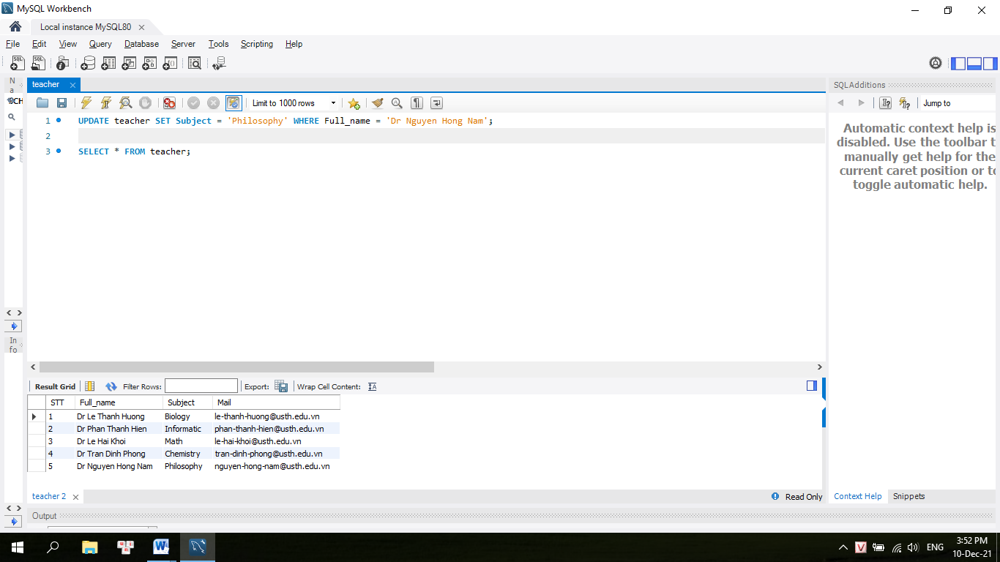 MySQL Workbench
Local instance MySQL80
File Edit View Query Database Server Tools Scripting Help
Na
SCH
teacher
SQLAdditions
Limit to 1000 rows
Jump to
1 UPDATE teacher SET Subject = 'Philosophy' WHERE Full_name = 'Dr Nguyen Hong Nam';
2
3 SELECT * FROM teacher;
Automatic context help is
disabled. Use the toolbar t
manually get help for the
current caret position or to
toggle automatic help.
Info
Result Grid Filter Rows: Export: Wrap Cell Content:
STT Full_name Subject Mail
1 Dr Le Thanh Huong Biology le-thanh-huong@usth.edu.vn
2 Dr Phan Thanh Hien Informatic phan-thanh-hien@usth.edu.vn
3 Dr Le Hai Khoi Math le-hai-khoi@usth.edu.vn
4 Dr Tran Dinh Phong Chemistry tran-dinh-phong@usth.edu.vn
5 Dr Nguyen Hong Nam Philosophy nguyen-hong-nam@usth.edu.vn
teacher 2
Read Only
Context Help Snippets
Output
ENG
3:52 PM
10-Dec-21